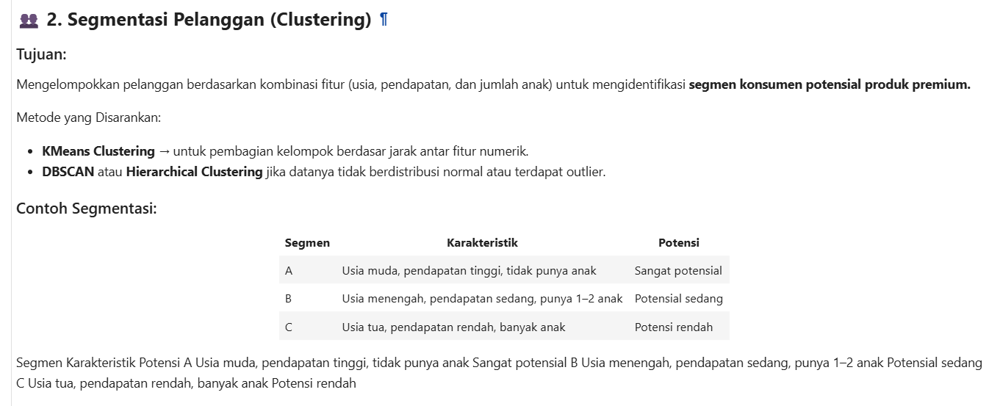 👥 2. Segmentasi Pelanggan (Clustering) ¶
Tujuan:
Mengelompokkan pelanggan berdasarkan kombinasi fitur (usia, pendapatan, dan jumlah anak) untuk mengidentifikasi segmen konsumen potensial produk premium.
Metode yang Disarankan:
• KMeans Clustering → untuk pembagian kelompok berdasar jarak antar fitur numerik.
• DBSCAN atau Hierarchical Clustering jika datanya tidak berdistribusi normal atau terdapat outlier.
Contoh Segmentasi:
Segmen Karakteristik Potensi
A Usia muda, pendapatan tinggi, tidak punya anak Sangat potensial
B Usia menengah, pendapatan sedang, punya 1–2 anak Potensial sedang
C Usia tua, pendapatan rendah, banyak anak Potensi rendah
Segmen Karakteristik Potensi A Usia muda, pendapatan tinggi, tidak punya anak Sangat potensial B Usia menengah, pendapatan sedang, punya 1–2 anak Potensial sedang
C Usia tua, pendapatan rendah, banyak anak Potensi rendah